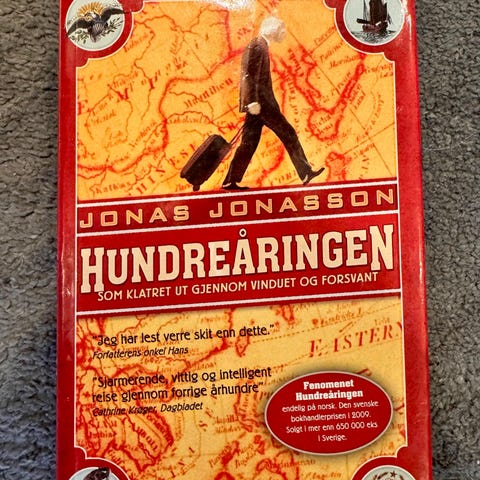 JONAS JONASSON
HUNDREÅRINGEN
SOM KLATRET UT GJENNOM VINDUET OG FORSVANT
"Jeg har lest verre skit enn dette."
Forfatterens onkel Hans
"Sjarmerende, vittig og intelligent
reise gjennom forrige århundre"
Cathrine Krøger, Dagbladet
EASTERN
Fenomenet
Hundreåringen
endelig på norsk. Den svenske
bokhandlerprisen i 2009.
Solgt i mer enn 650 000 eks
i Sverige.